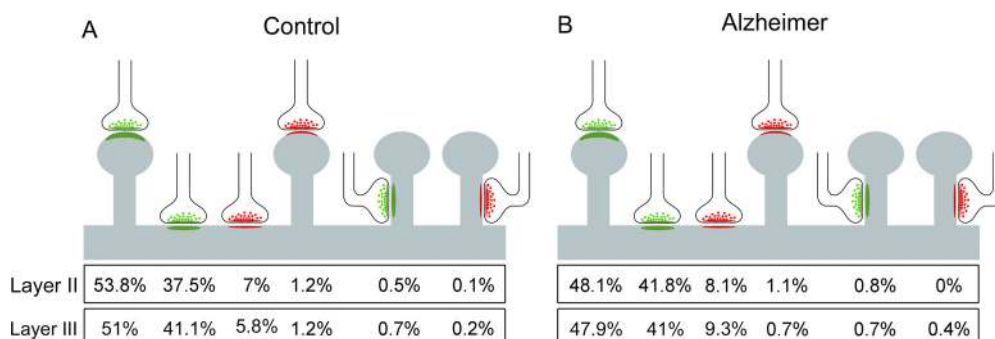 A Control B Alzheimer
Layer II 53.8% 37.5% 7% 1.2% 0.5% 0.1% 48.1% 41.8% 8.1% 1.1% 0.8% 0%
Layer III 51% 41.1% 5.8% 1.2% 0.7% 0.2% 47.9% 41% 9.3% 0.7% 0.7% 0.4%